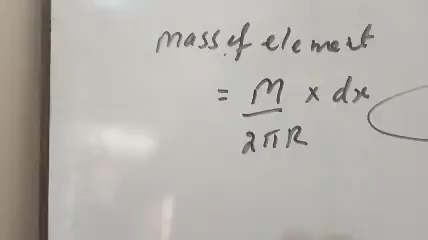 mass of element
= M/2πR × dx